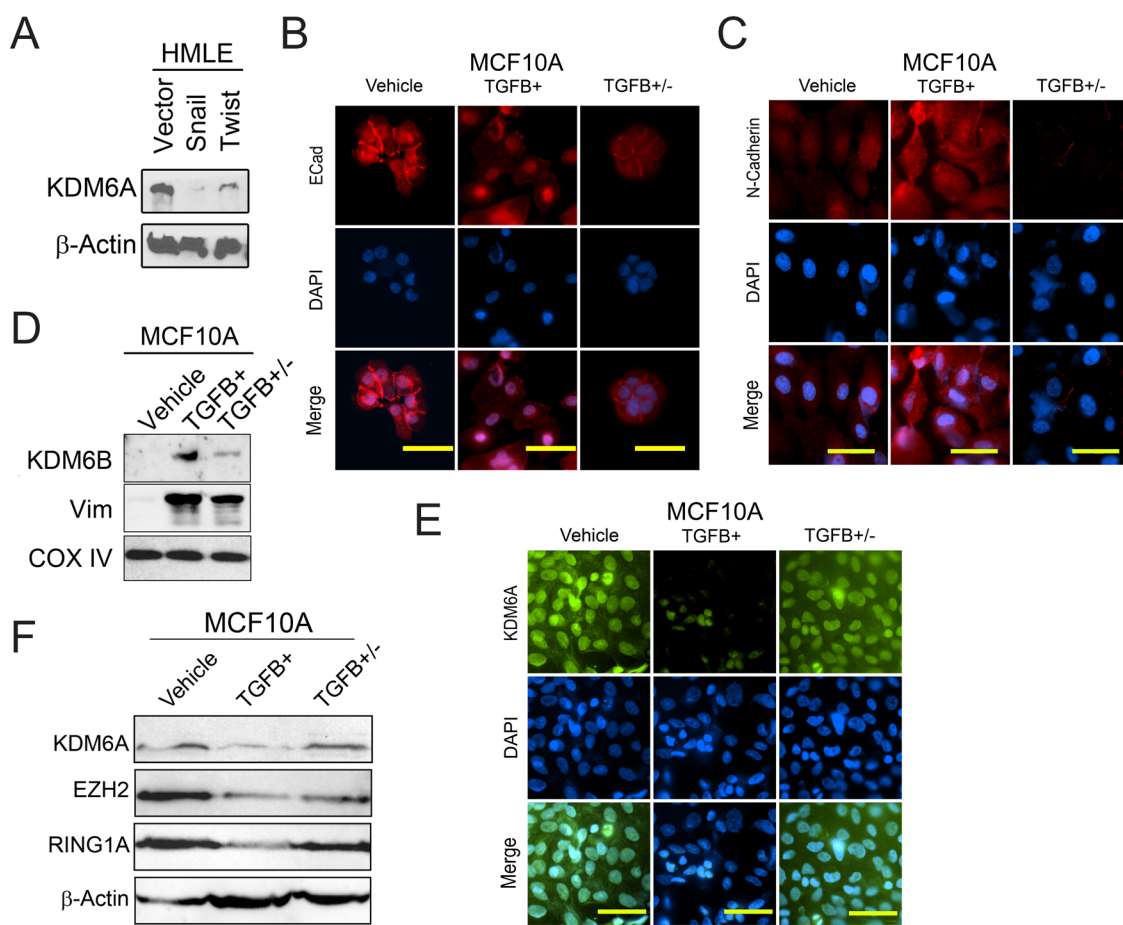 A
HMLE
Vector
Snail
Twist
KDM6A
β-Actin
B
MCF10A
Vehicle
TGFB+
TGFB+/-
ECad
DAPI
Merge
C
MCF10A
Vehicle
TGFB+
TGFB+/-
N-Cadherin
DAPI
Merge
D
MCF10A
Vehicle
TGFB+
TGFB+/-
KDM6B
Vim
COX IV
E
MCF10A
Vehicle
TGFB+
TGFB+/-
KDM6A
DAPI
Merge
F
MCF10A
Vehicle
TGFB+
TGFB+/-
KDM6A
EZH2
RING1A
β-Actin